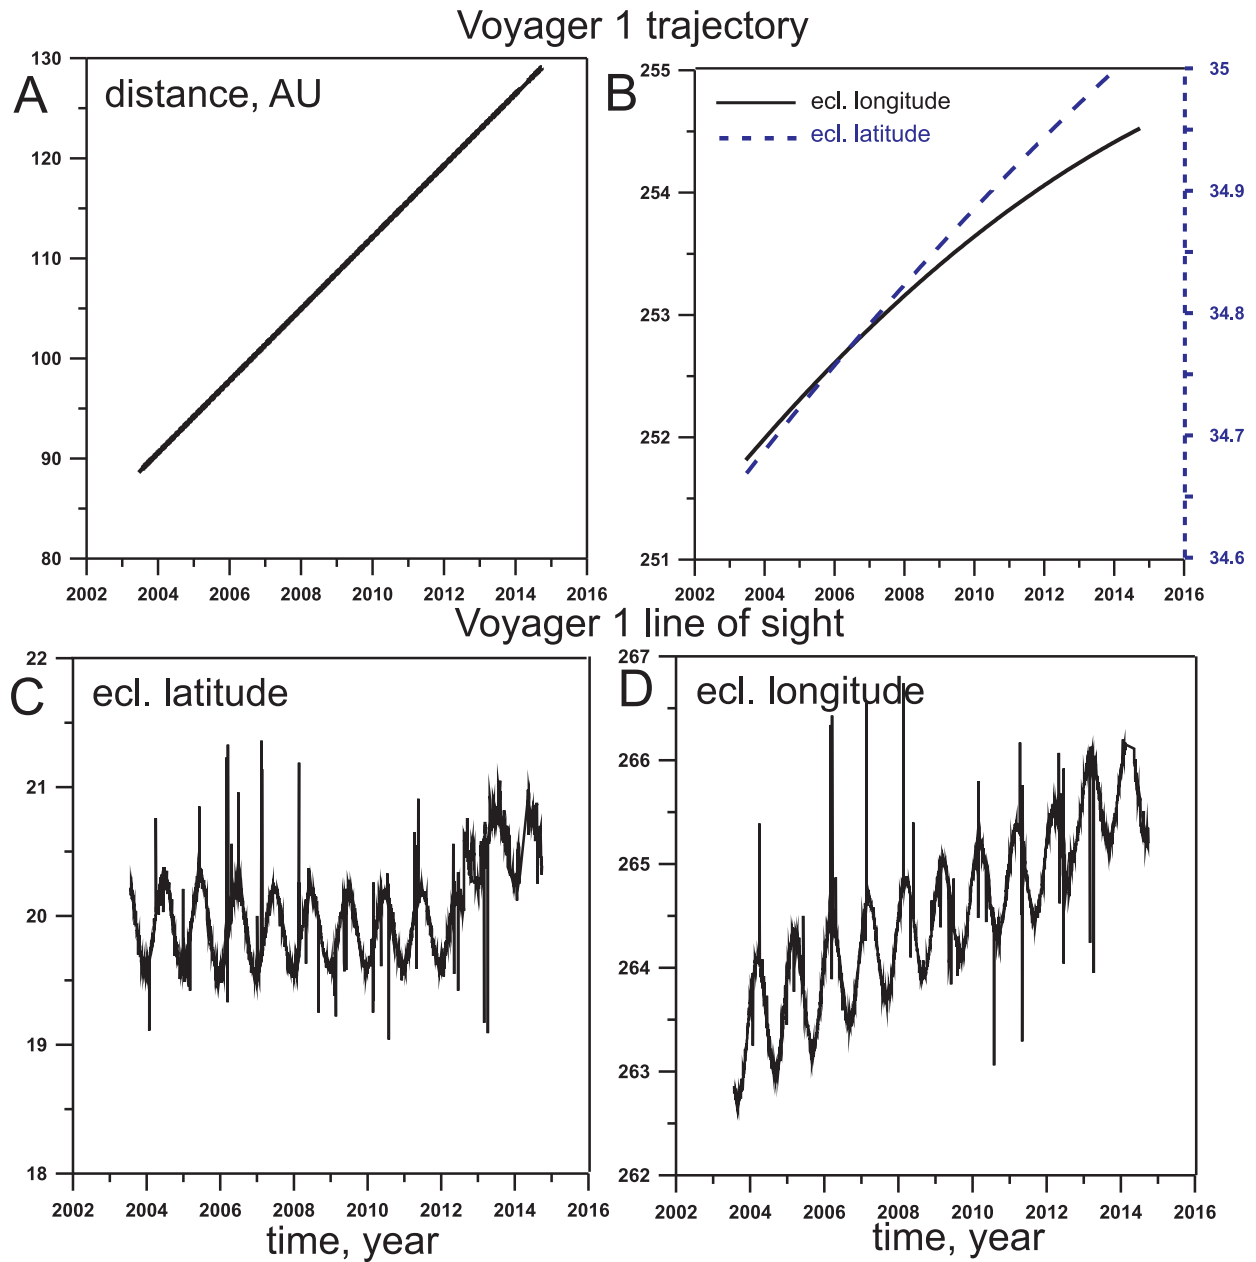 Voyager 1 trajectory
A
distance, AU
130
120
110
100
90
80
2002 2004 2006 2008 2010 2012 2014 2016
B
ecl. longitude
ecl. latitude
255
254
253
252
251
35
34.9
34.8
34.7
34.6
2002 2004 2006 2008 2010 2012 2014 2016
Voyager 1 line of sight
C
ecl. latitude
22
21
20
19
18
2002 2004 2006 2008 2010 2012 2014 2016
time, year
D
ecl. longitude
267
266
265
264
263
262
2002 2004 2006 2008 2010 2012 2014 2016
time, year